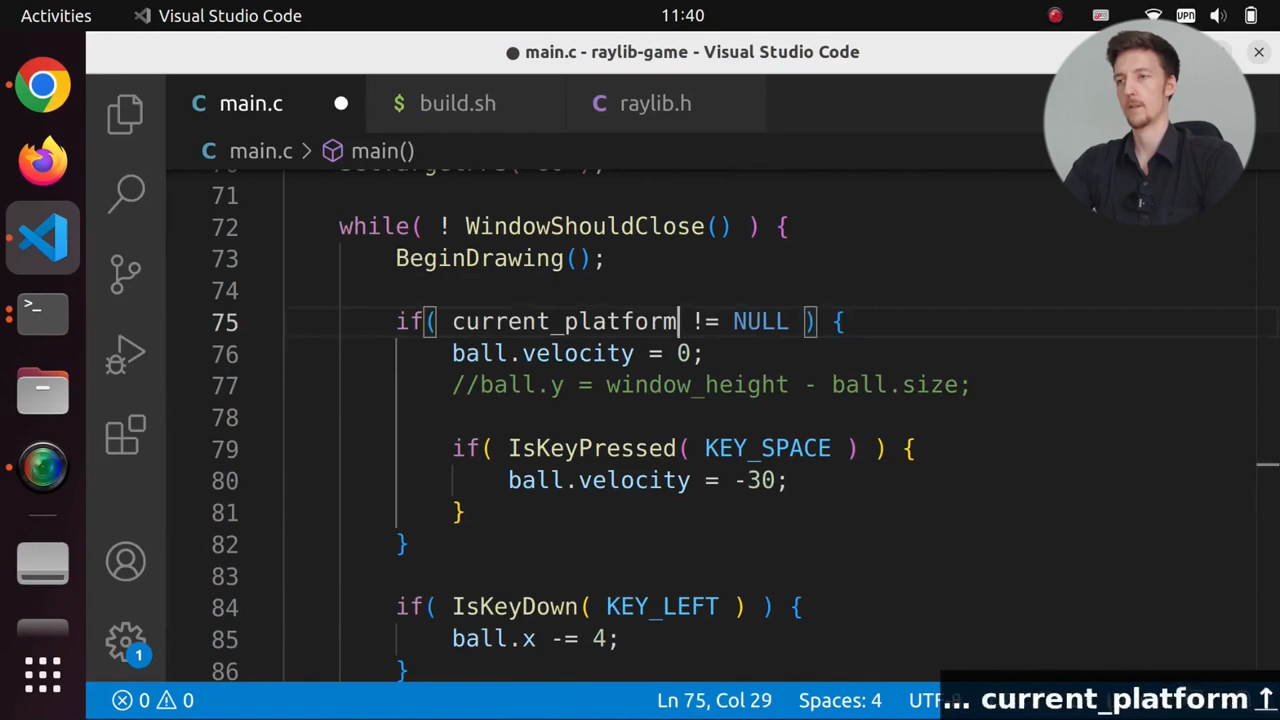 Activities
Visual Studio Code
11:40
VPN
● main.c - raylib-game - Visual Studio Code
C main.c
$ build.sh
C raylib.h
C main.c > main()
71
72 while( ! WindowShouldClose() ) {
73 BeginDrawing();
74
75 if( current_platform != NULL ) {
76 ball.velocity = 0;
77 //ball.y = window_height - ball.size;
78
79 if( IsKeyPressed( KEY_SPACE ) ) {
80 ball.velocity = -30;
81 }
82 }
83
84 if( IsKeyDown( KEY_LEFT ) ) {
85 ball.x -= 4;
86 }
1
0 0
Ln 75, Col 29
Spaces: 4
... current_platform ↑